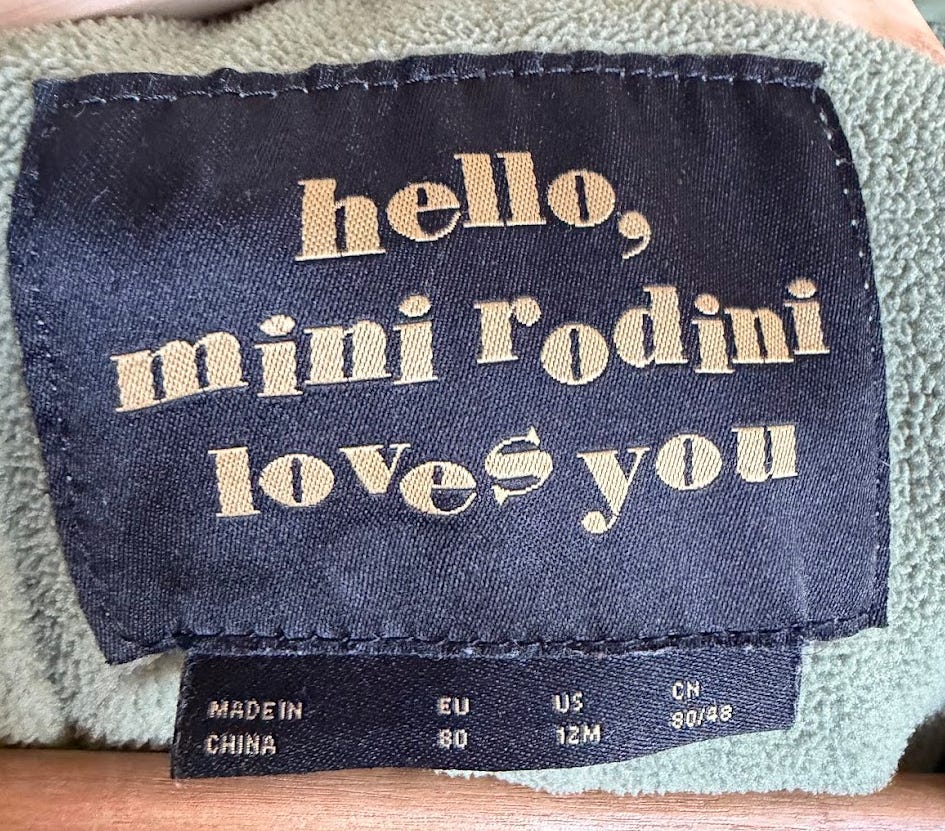 hello,
mini rodini
loves you
MADE IN EU US CN
CHINA 80 12M 80/48